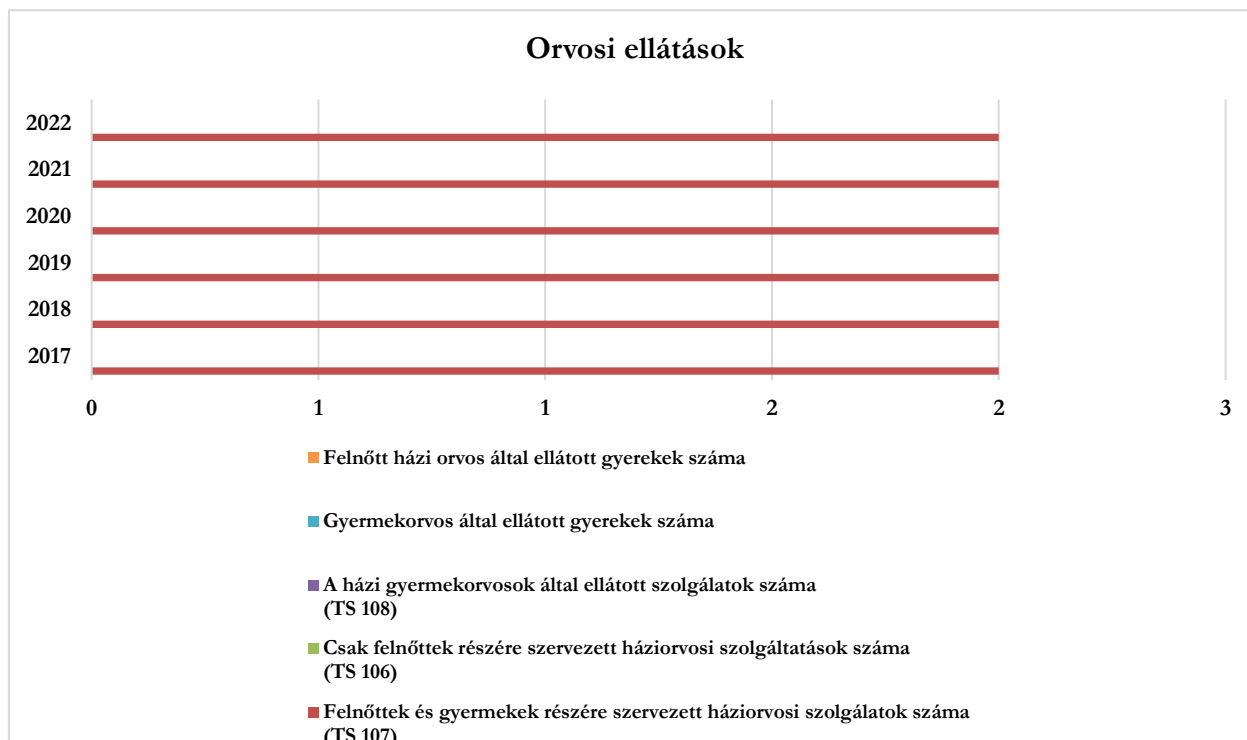 Orvosi ellátások
2022
2021
2020
2019
2018
2017
0 1 1 2 2 3
Felnőtt házi orvos által ellátott gyerekek száma
Gyermekorvos által ellátott gyerekek száma
A házi gyermekorvosok által ellátott szolgálatok száma
(TS 108)
Csak felnőttek részére szervezett háziorvosi szolgáltatások száma
(TS 106)
Felnőttek és gyermekek részére szervezett háziorvosi szolgálatok száma
(TS 107)